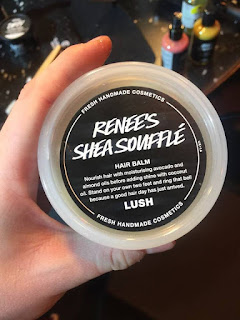 FRESH HANDMADE COSMETICS
RENEE'S
SHEA SOUFFLÉ
HAIR BALM
Nourish hair with moisturising avocado and
almond oils before adding shine with coconut
oil. Stand on your own two feet and ring that bell
because a good hair day has just arrived.
LUSH
FRESH HANDMADE COSMETICS